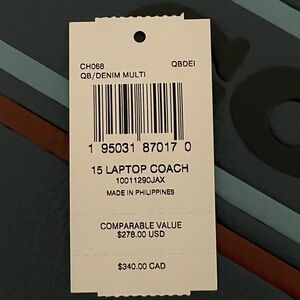 CH068 QBDEI
QB/DENIM MULTI
1 95031 87017 0
15 LAPTOP COACH
10011290JAX
MADE IN PHILIPPINES
COMPARABLE VALUE
$278.00 USD
$340.00 CAD